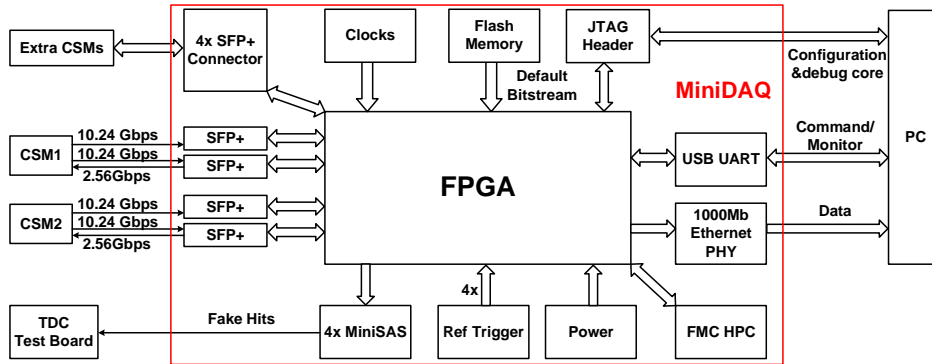 Extra CSMs
4x SFP+
Connector
Clocks
Flash
Memory
JTAG
Header
Configuration
&debug core
Default
Bitstream
MiniDAQ
PC
CSM1
10.24 Gbps
10.24 Gbps
2.56Gbps
SFP+
SFP+
FPGA
USB UART
Command/
Monitor
CSM2
10.24 Gbps
10.24 Gbps
2.56Gbps
SFP+
SFP+
1000Mb
Ethernet
PHY
Data
4x
TDC
Test Board
Fake Hits
4x MiniSAS
Ref Trigger
Power
FMC HPC